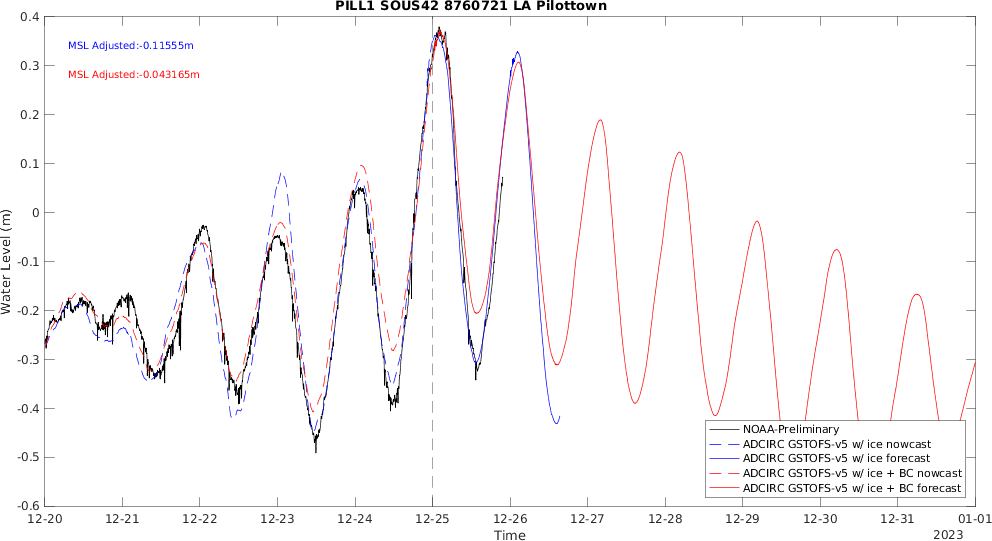 PILL1 SOUS42 8760721 LA Pilottown
MSL Adjusted:-0.11555m
MSL Adjusted:-0.043165m
Water Level (m)
0.4
0.3
0.2
0.1
0
-0.1
-0.2
-0.3
-0.4
-0.5
-0.6
NOAA-Preliminary
ADCIRC GSTOFS-v5 w/ ice nowcast
ADCIRC GSTOFS-v5 w/ ice forecast
ADCIRC GSTOFS-v5 w/ ice + BC nowcast
ADCIRC GSTOFS-v5 w/ ice + BC forecast
12-20 12-21 12-22 12-23 12-24 12-25 12-26 12-27 12-28 12-29 12-30 12-31 01-01
Time
2023